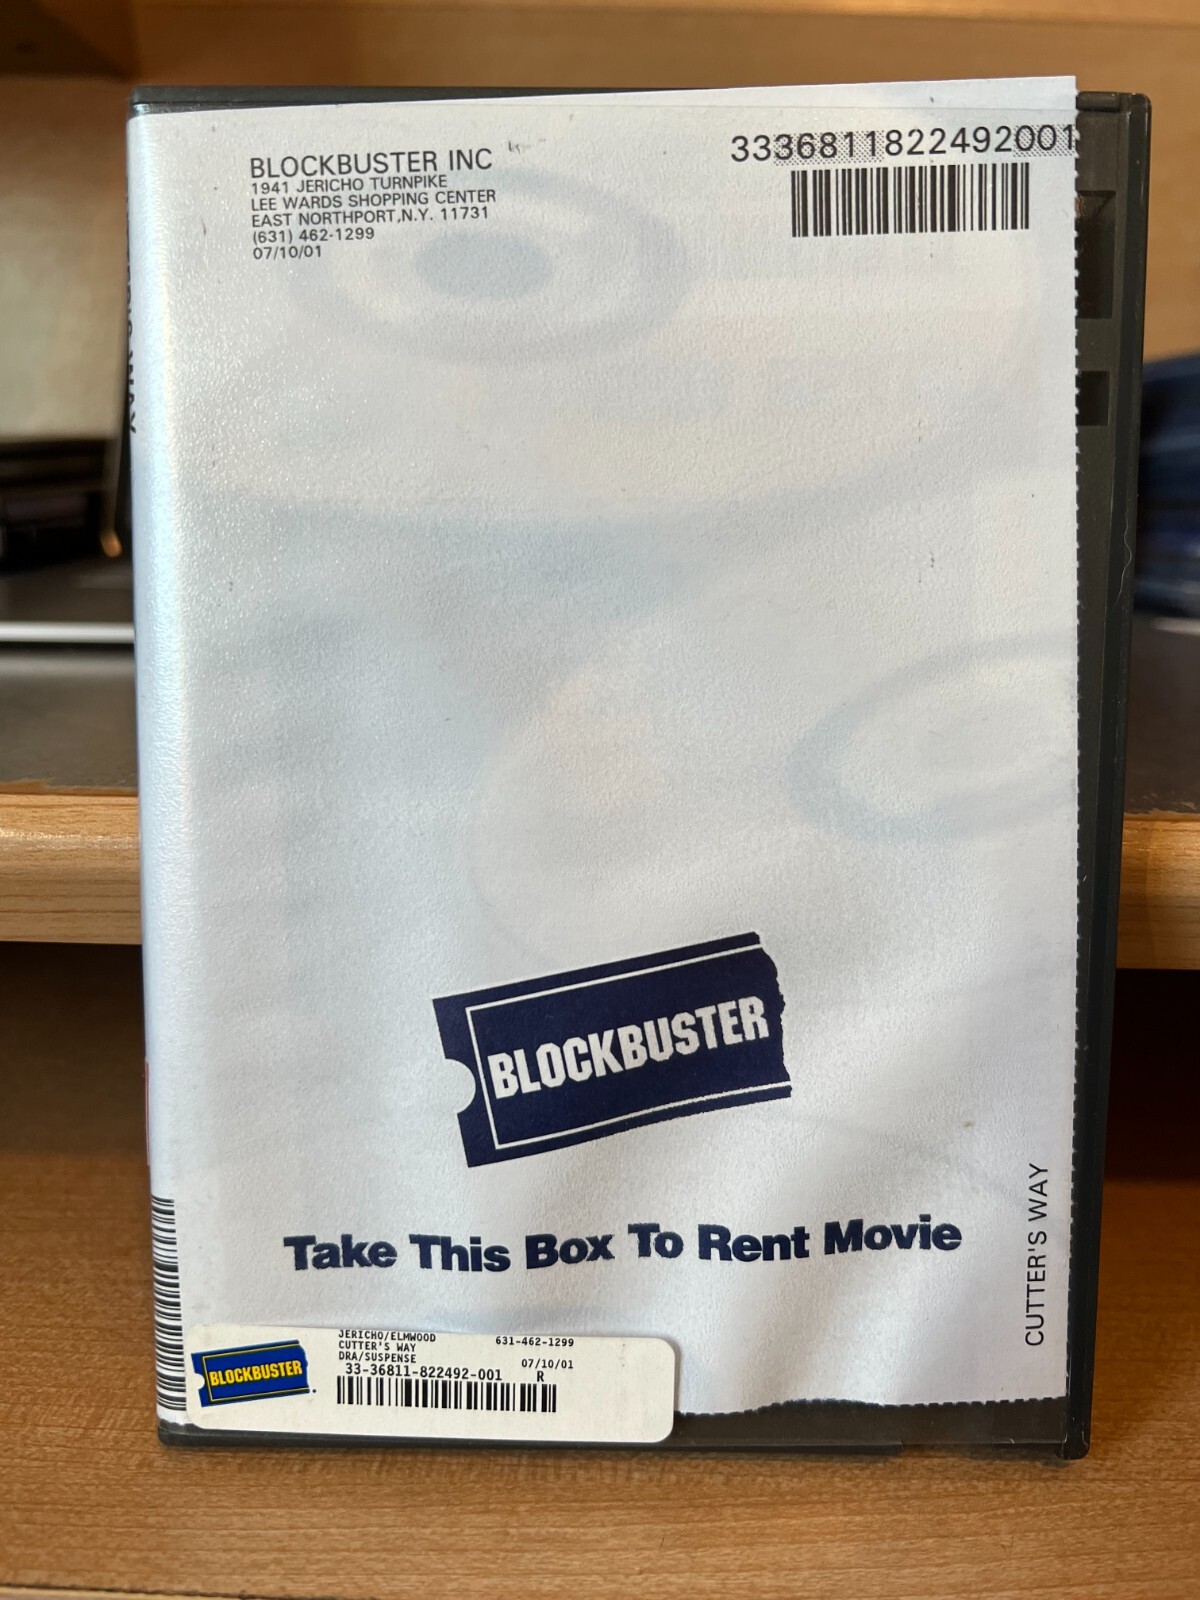 BLOCKBUSTER INC
1941 JERICHO TURNPIKE
LEE WARDS SHOPPING CENTER
EAST NORTHPORT,N.Y. 11731
(631) 462-1299
07/10/01
33368118224920​01
BLOCKBUSTER
Take This Box To Rent Movie
CUTTER'S WAY
BLOCKBUSTER
JERICHO/ELMWOOD 631-462-1299
CUTTER'S WAY
DRA/SUSPENSE 07/10/01
33-36811-822492-001 R